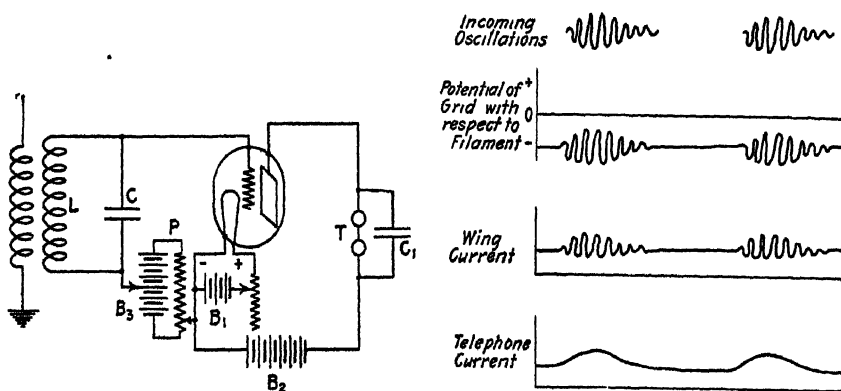 L
C
P
B3
-
+
B1
B2
T
C1
Incoming
Oscillations
Potential of +
Grid with 0
respect to
Filament -
Wing
Current
Telephone
Current